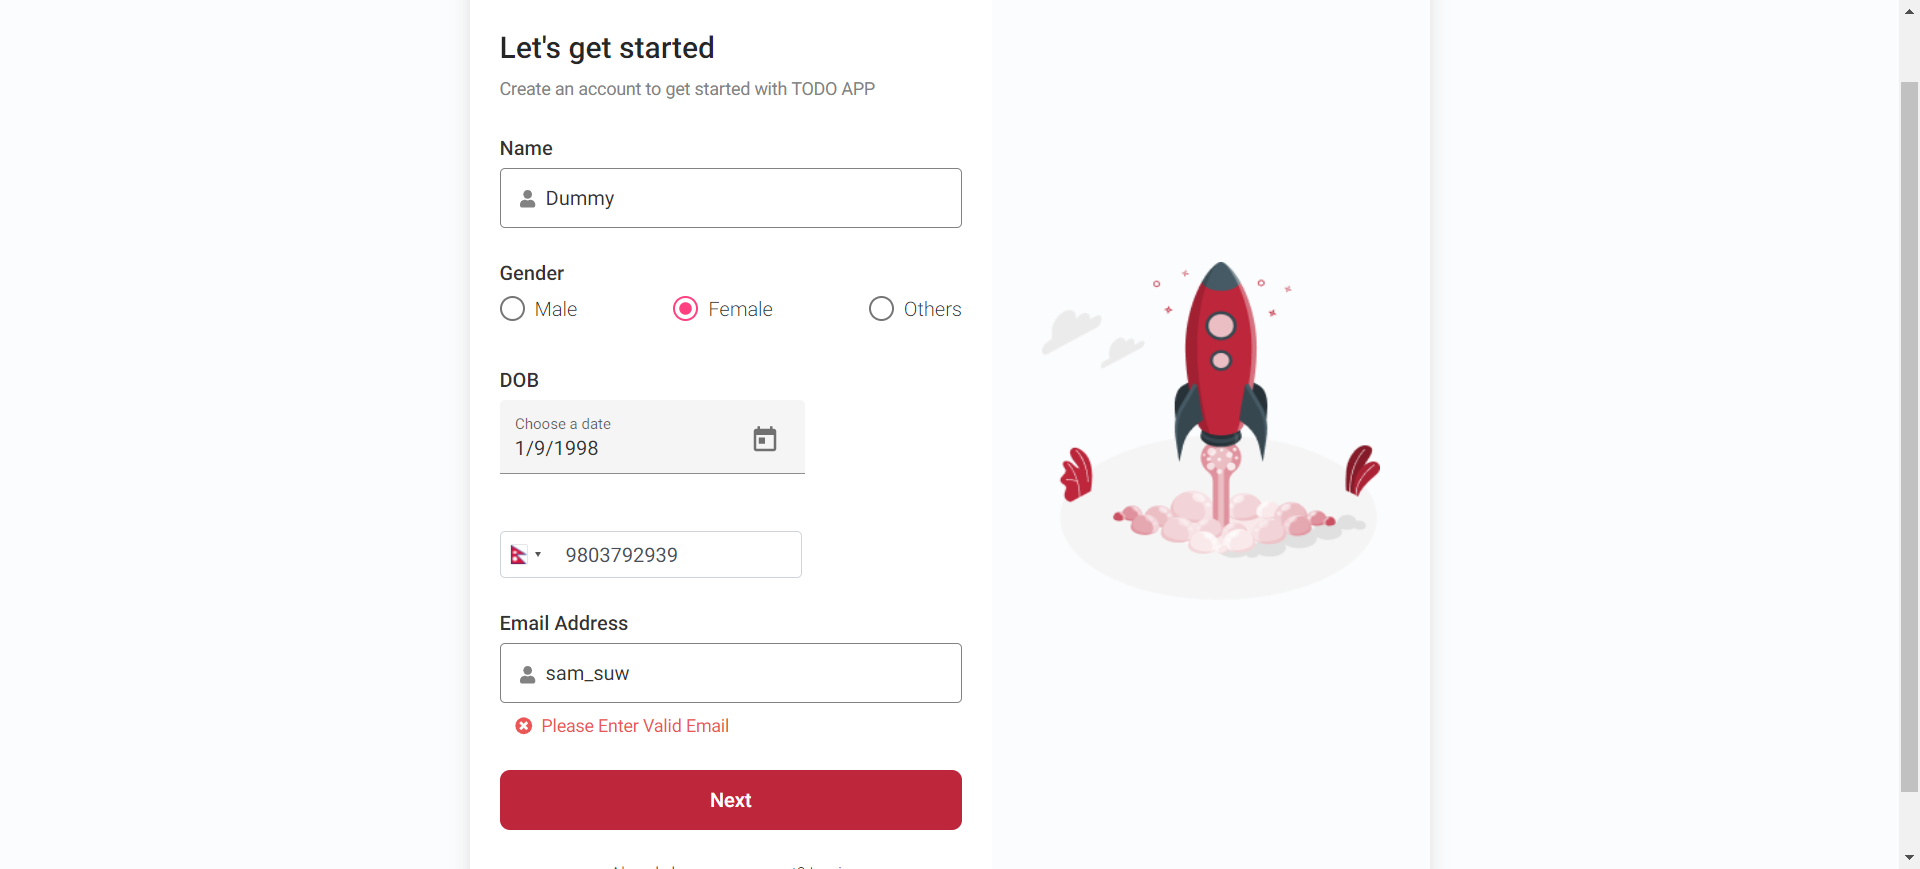 Let's get started
Create an account to get started with TODO APP
Name
Dummy
Gender
Male Female Others
DOB
Choose a date
1/9/1998
9803792939
Email Address
sam_suw
Please Enter Valid Email
Next